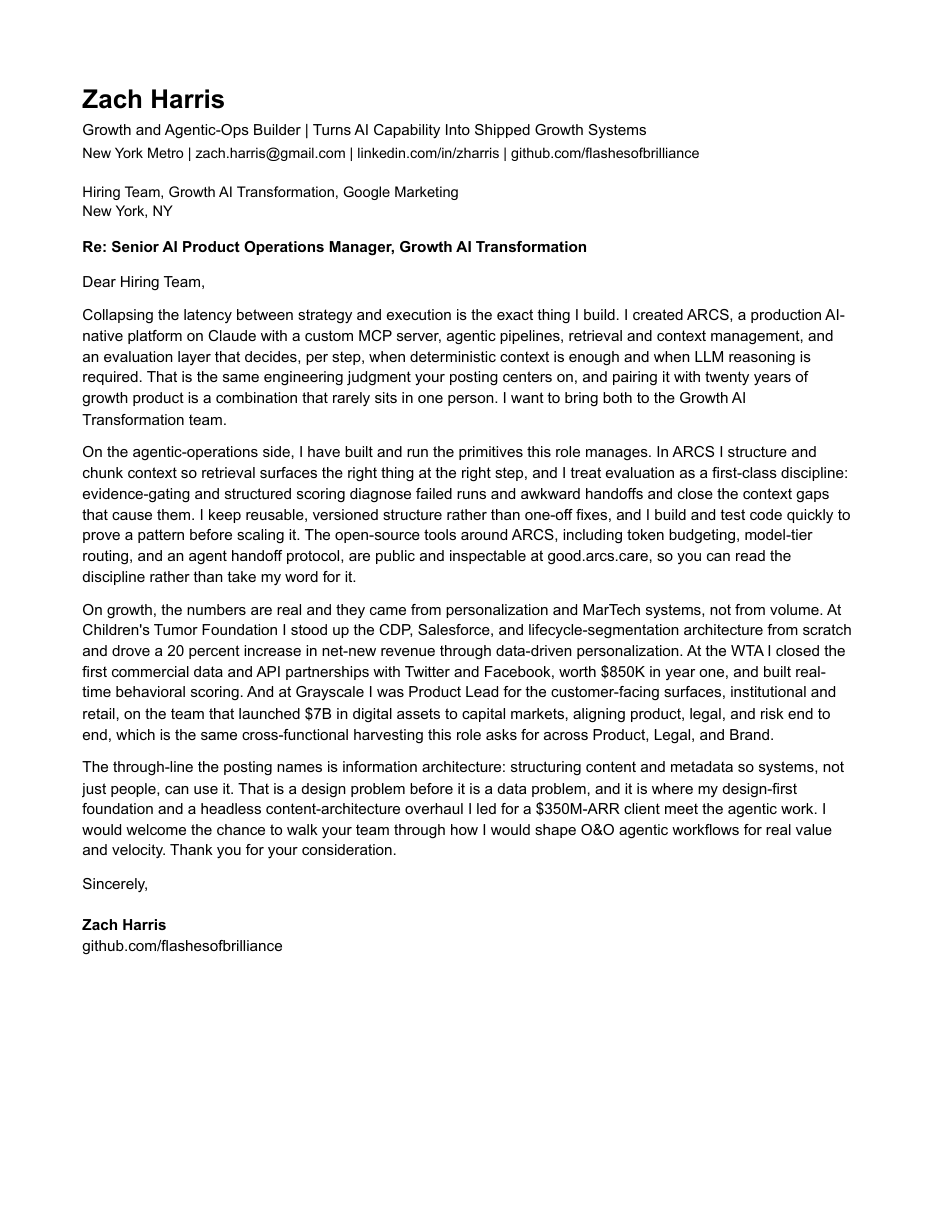 Zach Harris
Growth and Agentic-Ops Builder | Turns AI Capability Into Shipped Growth Systems
New York Metro | zach.harris@gmail.com | linkedin.com/in/zharris | github.com/flashesofbrilliance
Hiring Team, Growth AI Transformation, Google Marketing
New York, NY
Re: Senior AI Product Operations Manager, Growth AI Transformation
Dear Hiring Team,
Collapsing the latency between strategy and execution is the exact thing I build. I created ARCS, a production AI-
native platform on Claude with a custom MCP server, agentic pipelines, retrieval and context management, and
an evaluation layer that decides, per step, when deterministic context is enough and when LLM reasoning is
required. That is the same engineering judgment your posting centers on, and pairing it with twenty years of
growth product is a combination that rarely sits in one person. I want to bring both to the Growth AI
Transformation team.
On the agentic-operations side, I have built and run the primitives this role manages. In ARCS I structure and
chunk context so retrieval surfaces the right thing at the right step, and I treat evaluation as a first-class discipline:
evidence-gating and structured scoring diagnose failed runs and awkward handoffs and close the context gaps
that cause them. I keep reusable, versioned structure rather than one-off fixes, and I build and test code quickly to
prove a pattern before scaling it. The open-source tools around ARCS, including token budgeting, model-tier
routing, and an agent handoff protocol, are public and inspectable at good.arcs.care, so you can read the
discipline rather than take my word for it.
On growth, the numbers are real and they came from personalization and MarTech systems, not from volume. At
Children's Tumor Foundation I stood up the CDP, Salesforce, and lifecycle-segmentation architecture from scratch
and drove a 20 percent increase in net-new revenue through data-driven personalization. At the WTA I closed the
first commercial data and API partnerships with Twitter and Facebook, worth $850K in year one, and built real-
time behavioral scoring. And at Grayscale I was Product Lead for the customer-facing surfaces, institutional and
retail, on the team that launched $7B in digital assets to capital markets, aligning product, legal, and risk end to
end, which is the same cross-functional harvesting this role asks for across Product, Legal, and Brand.
The through-line the posting names is information architecture: structuring content and metadata so systems, not
just people, can use it. That is a design problem before it is a data problem, and it is where my design-first
foundation and a headless content-architecture overhaul I led for a $350M-ARR client meet the agentic work. I
would welcome the chance to walk your team through how I would shape O&O agentic workflows for real value
and velocity. Thank you for your consideration.
Sincerely,
Zach Harris
github.com/flashesofbrilliance